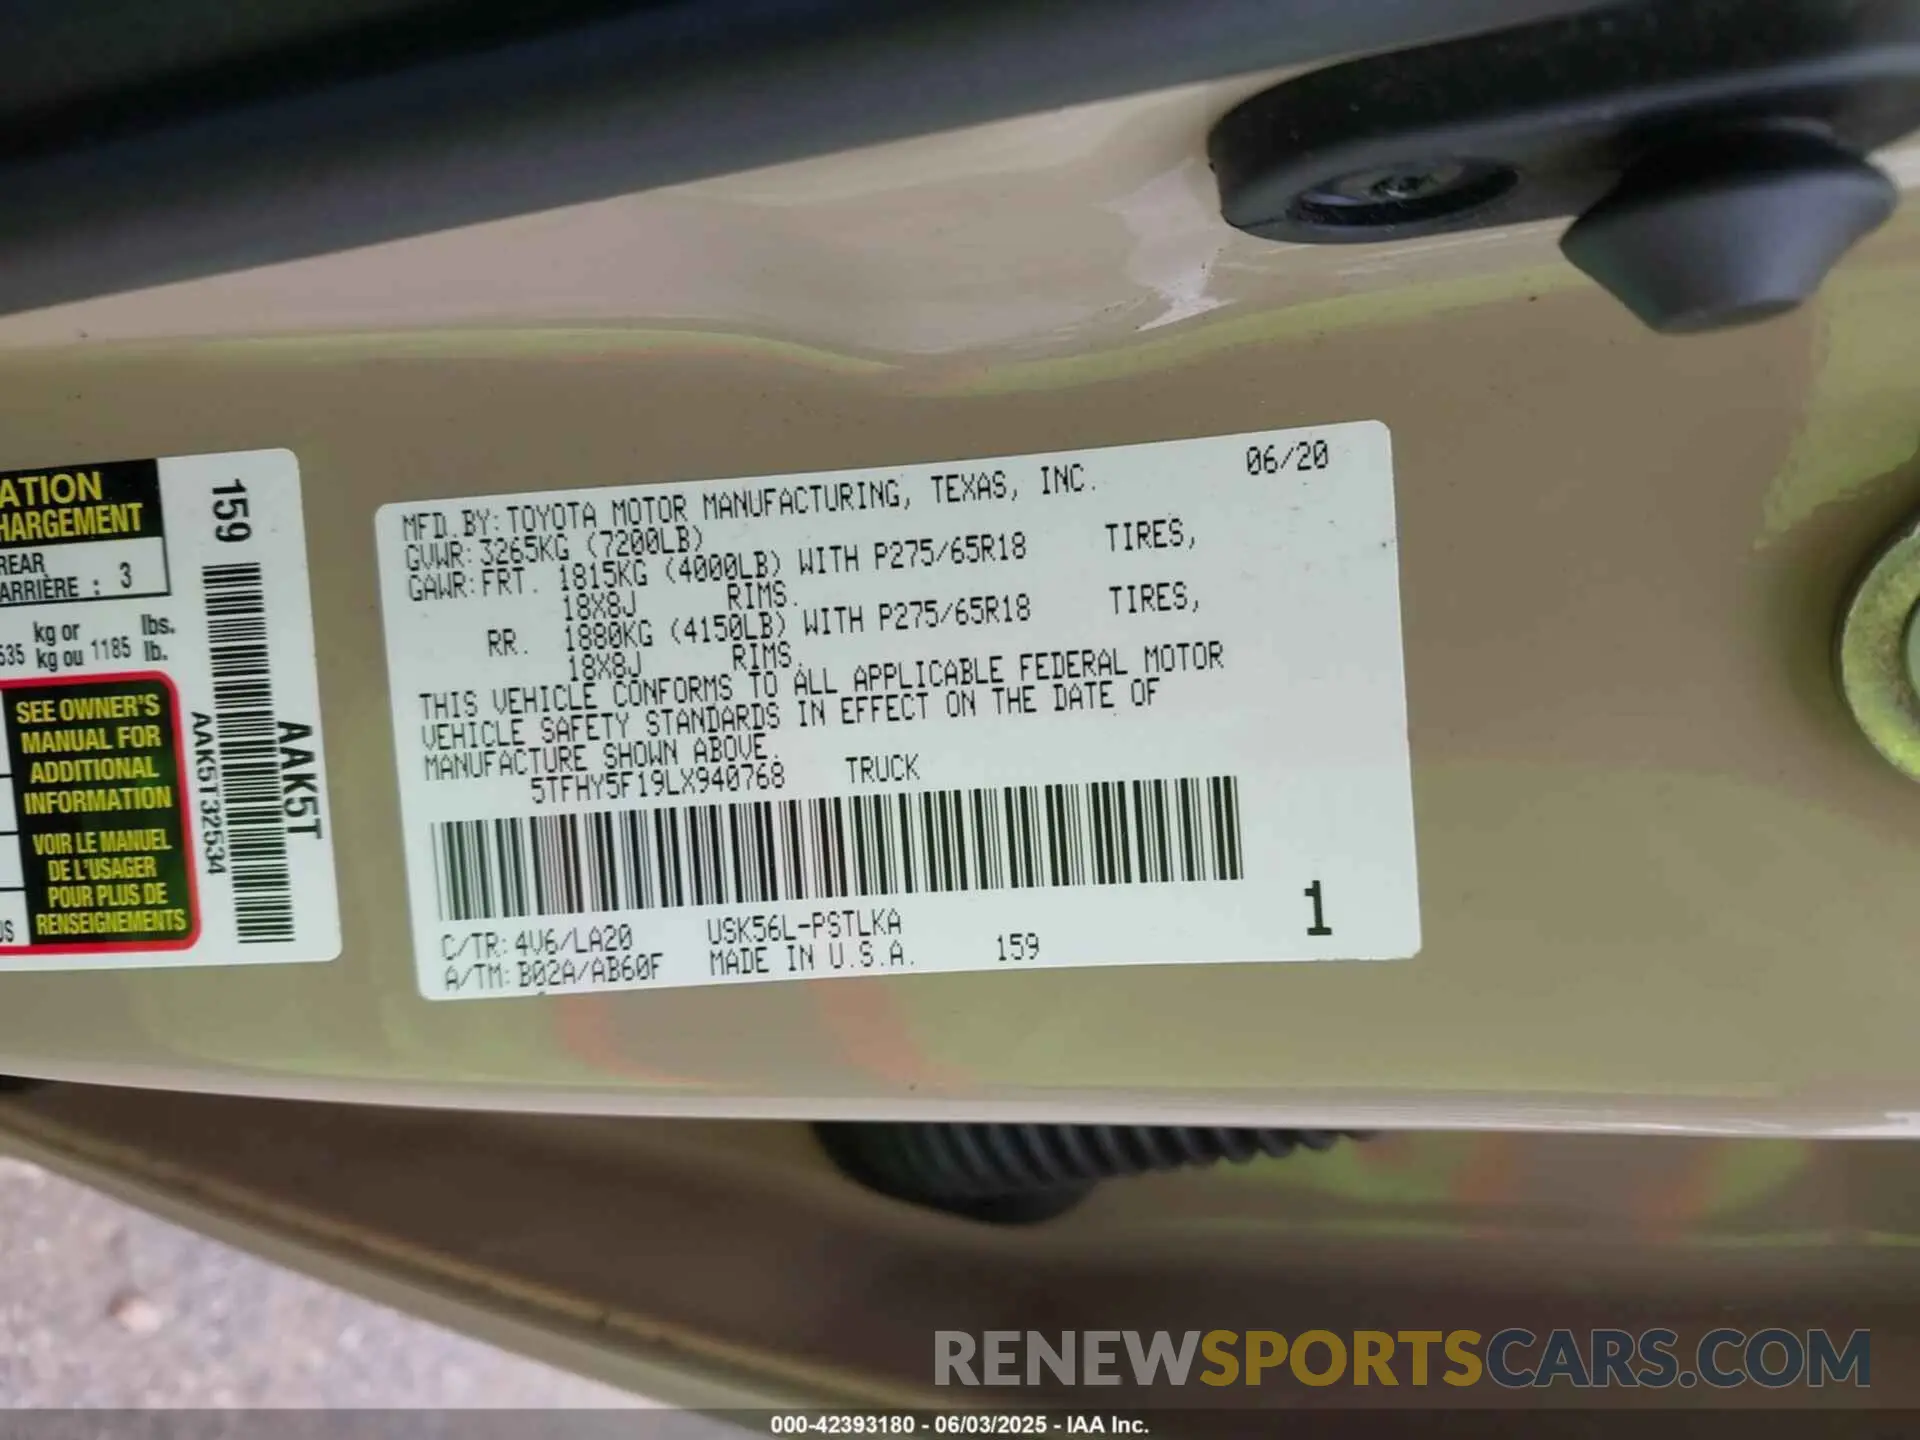 ATION
HARGEMENT
REAR
ARRIÈRE : 3
535 kg or
kg ou 1185 lbs.
lb.
SEE OWNER'S
MANUAL FOR
ADDITIONAL
INFORMATION
VOIR LE MANUEL
DE L'USAGER
POUR PLUS DE
RENSEIGNEMENTS
159
AAK5T32534
AAK5T
MFD.BY:TOYOTA MOTOR MANUFACTURING, TEXAS, INC. 06/20
GVWR:3265KG (7200LB)
GAWR:FRT. 1815KG (4000LB) WITH P275/65R18 TIRES,
18X8J RIMS.
RR. 1880KG (4150LB) WITH P275/65R18 TIRES,
18X8J RIMS.
THIS VEHICLE CONFORMS TO ALL APPLICABLE FEDERAL MOTOR
VEHICLE SAFETY STANDARDS IN EFFECT ON THE DATE OF
MANUFACTURE SHOWN ABOVE.
5TFHY5F19LX940768 TRUCK
1
C/TR:4V6/LA20 USK56L-PSTLKA
A/TM:B02A/AB60F MADE IN U.S.A. 159
RENEWSPORTSCARS.COM
000-42393180 - 06/03/2025 - IAA Inc.